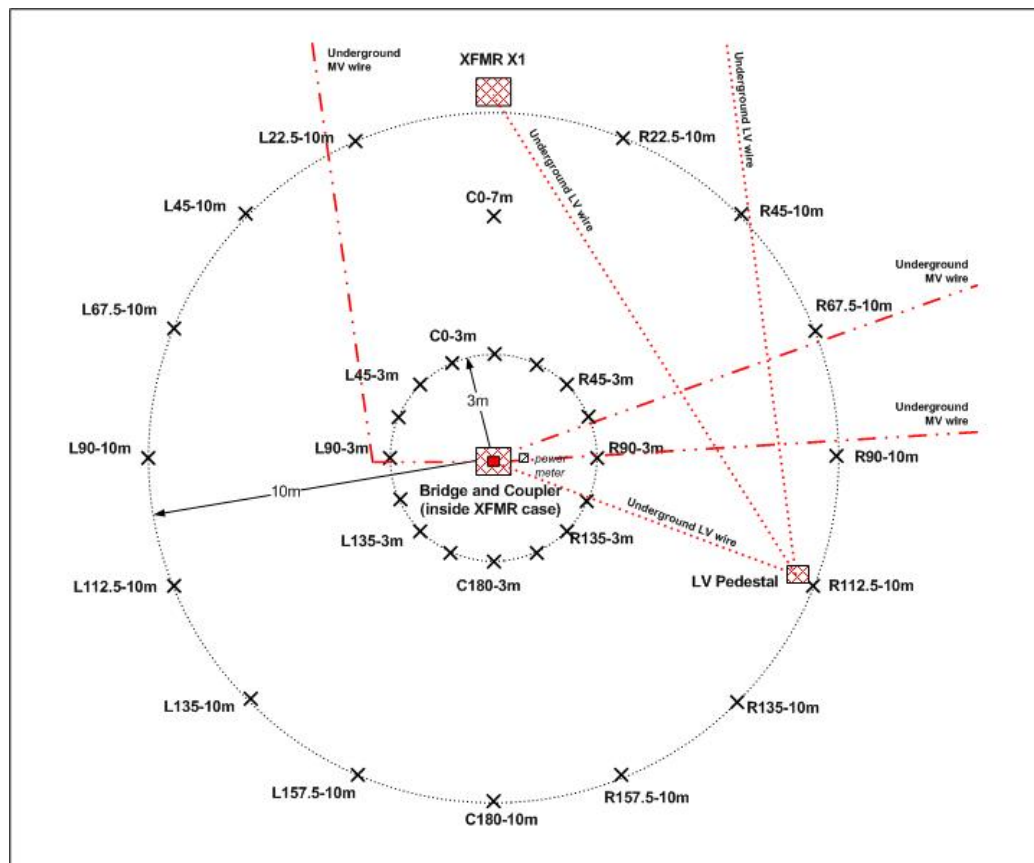 Underground
MV wire
XFMR X1
L22.5-10m
R22.5-10m
Underground LV wire
Underground LV wire
C0-7m
L45-10m
R45-10m
Underground
MV wire
L67.5-10m
R67.5-10m
C0-3m
L45-3m
R45-3m
3m
Underground
MV wire
L90-10m
L90-3m
power
meter
R90-3m
R90-10m
10m
Bridge and Coupler
(inside XFMR case)
Underground LV wire
L135-3m
R135-3m
C180-3m
LV Pedestal
L112.5-10m
R112.5-10m
L135-10m
R135-10m
L157.5-10m
R157.5-10m
C180-10m